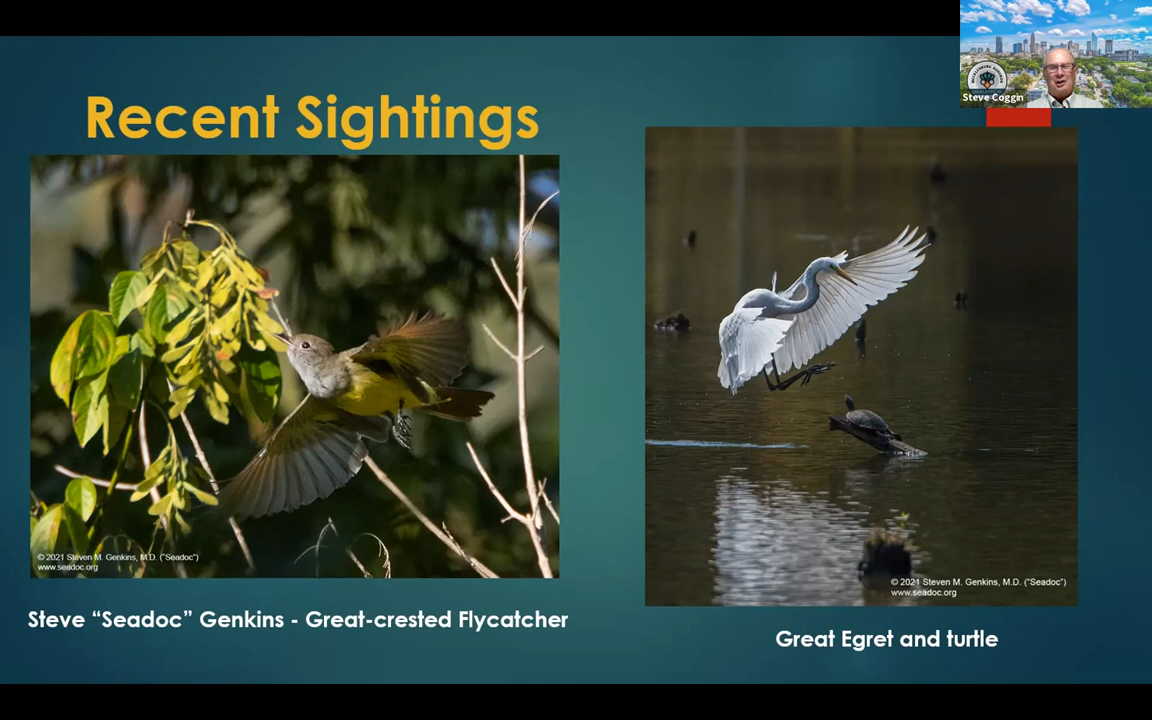 Steve Coggin
Recent Sightings
© 2021 Steven M. Genkins, M.D. ("Seadoc")
www.seadoc.org
Steve “Seadoc” Genkins - Great-crested Flycatcher
© 2021 Steven M. Genkins, M.D. ("Seadoc")
www.seadoc.org
Great Egret and turtle